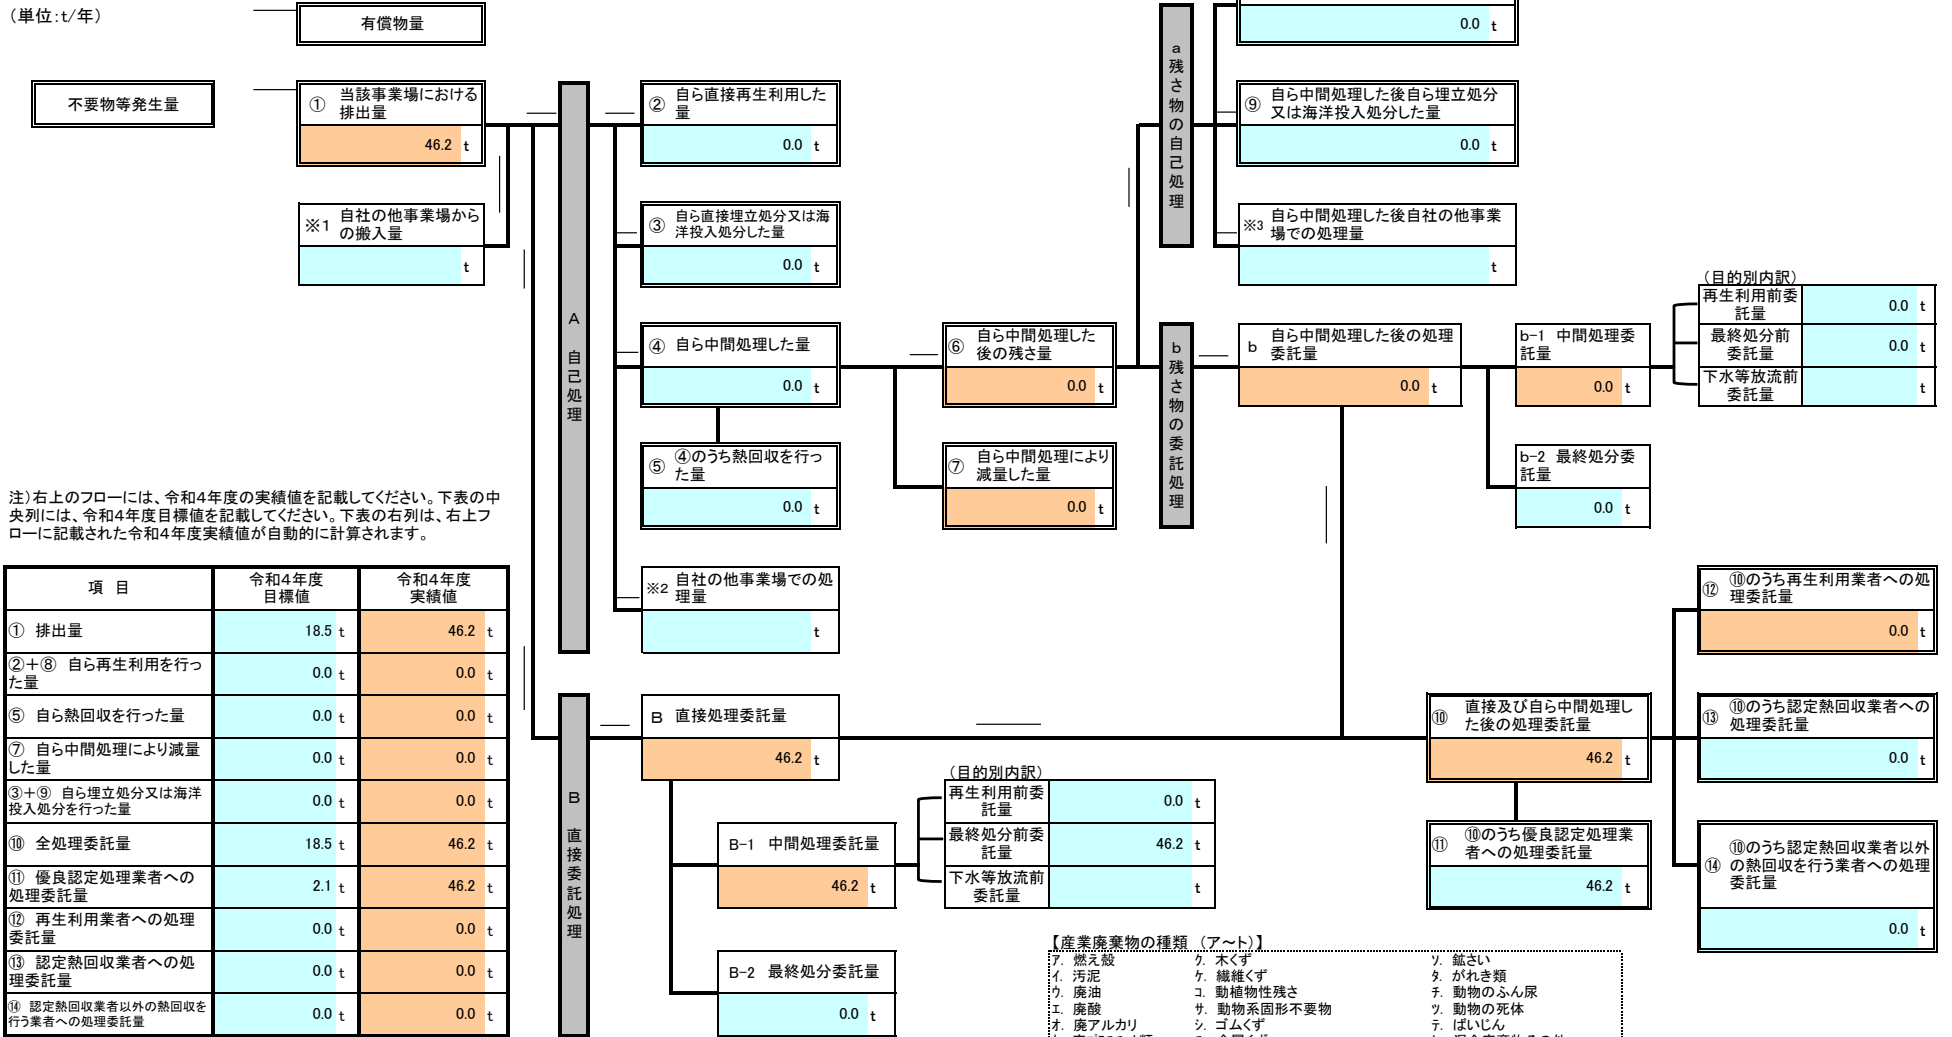 (単位:t/年)
有償物量
0.0 t
不要物等発生量
① 当該事業場における
排出量
46.2 t
※1 自社の他事業場から
の搬入量
t
A 自己処理
② 自ら直接再生利用した
量
0.0 t
③ 自ら直接埋立処分又は海
洋投入処分した量
0.0 t
④ 自ら中間処理した量
0.0 t
⑤ ④のうち熱回収を行っ
た量
0.0 t
※2 自社の他事業場での処
理量
t
⑥ 自ら中間処理した
後の残さ量
0.0 t
⑦ 自ら中間処理により
減量した量
0.0 t
a 残さ物の自己処理
⑨ 自ら中間処理した後自ら埋立処分
又は海洋投入処分した量
0.0 t
※3 自ら中間処理した後自社の他事業
場での処理量
t
b 残さ物の委託処理
b 自ら中間処理した後の処理
委託量
0.0 t
b-1 中間処理委
託量
0.0 t
b-2 最終処分委
託量
0.0 t
(目的別内訳)
再生利用前委
託量
0.0 t
最終処分前
委託量
0.0 t
下水等放流前
委託量
t
注)右上のフローには、令和4年度の実績値を記載してください。下表の中
央列には、令和4年度目標値を記載してください。下表の右列は、右上フ
ローに記載された令和4年度実績値が自動的に計算されます。
項 目 令和4年度 目標値 令和4年度 実績値
① 排出量 18.5 t 46.2 t
②+⑧ 自ら再生利用を行っ
た量 0.0 t 0.0 t
⑤ 自ら熱回収を行った量 0.0 t 0.0 t
⑦ 自ら中間処理により減量
した量 0.0 t 0.0 t
③+⑨ 自ら埋立処分又は海洋
投入処分を行った量 0.0 t 0.0 t
⑩ 全処理委託量 18.5 t 46.2 t
⑪ 優良認定処理業者への
処理委託量 2.1 t 46.2 t
⑫ 再生利用業者への処理
委託量 0.0 t 0.0 t
⑬ 認定熱回収業者への処
理委託量 0.0 t 0.0 t
⑭ 認定熱回収業者以外の熱回収を
行う業者への処理委託量 0.0 t 0.0 t
B 直接委託処理
B 直接処理委託量
46.2 t
B-1 中間処理委託量
46.2 t
B-2 最終処分委託量
0.0 t
(目的別内訳)
再生利用前委
託量
0.0 t
最終処分前委
託量
46.2 t
下水等放流前
委託量
t
⑩ 直接及び自ら中間処理し
た後の処理委託量
46.2 t
⑪ ⑩のうち優良認定処理業
者への処理委託量
46.2 t
⑫ ⑩のうち再生利用業者への処
理委託量
0.0 t
⑬ ⑩のうち認定熱回収業者への
処理委託量
0.0 t
⑭ ⑩のうち認定熱回収業者以外
の熱回収を行う業者への処理
委託量
0.0 t
【産業廃棄物の種類 (ア~ト)】
ア. 燃え殻 ク. 木くず ソ. 鉱さい
イ. 汚泥 ケ. 繊維くず タ. がれき類
ウ. 廃油 コ. 動植物性残さ チ. 動物のふん尿
エ. 廃酸 サ. 動物系固形不要物 ツ. 動物の死体
オ. 廃アルカリ シ. ゴムくず テ. ばいじん